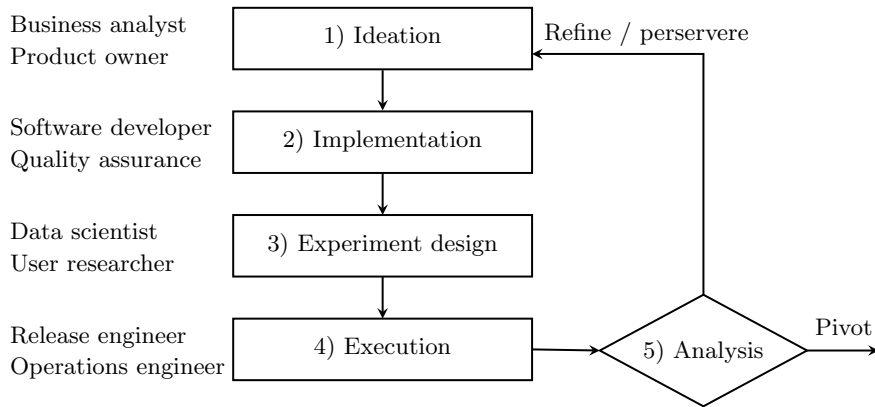 Business analyst
Product owner
1) Ideation
Refine / perservere
Software developer
Quality assurance
2) Implementation
Data scientist
User researcher
3) Experiment design
Release engineer
Operations engineer
4) Execution
5) Analysis
Pivot